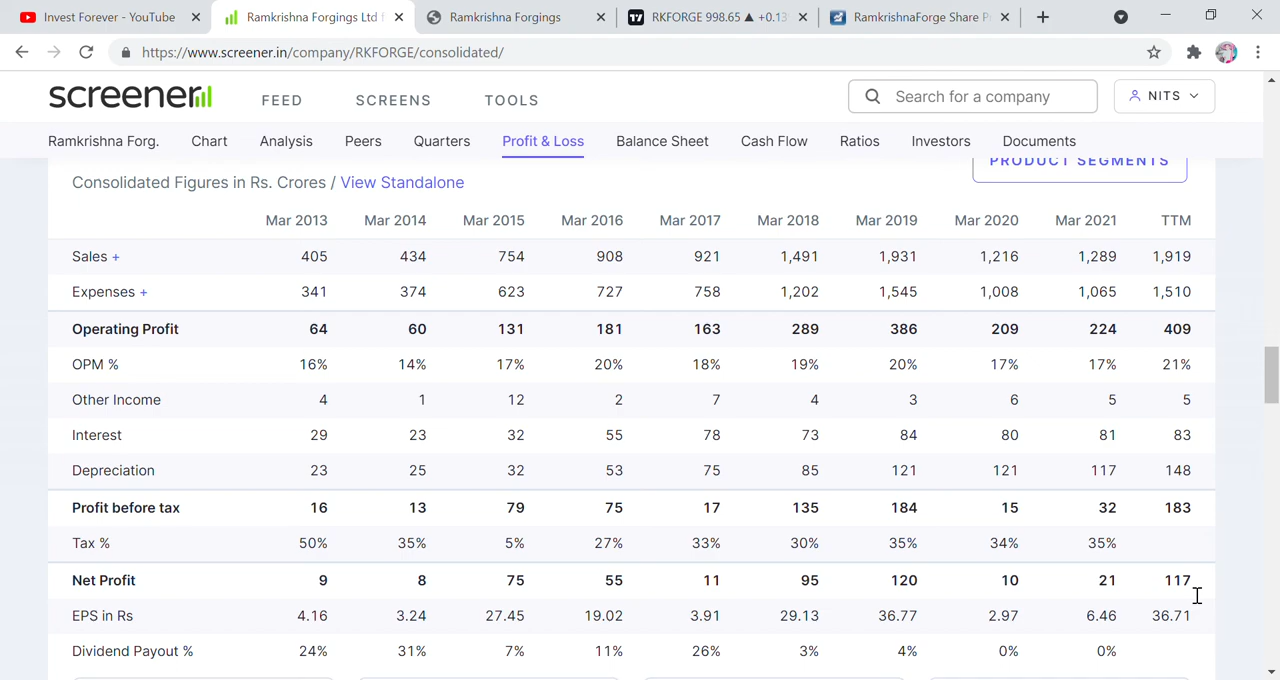 Invest Forever - YouTube
Ramkrishna Forgings Ltd f
Ramkrishna Forgings
RKFORGE 998.65 ▲ +0.13
RamkrishnaForge Share P
https://www.screener.in/company/RKFORGE/consolidated/
screener
FEED SCREENS TOOLS
Search for a company
NITS
Ramkrishna Forg. Chart Analysis Peers Quarters Profit & Loss Balance Sheet Cash Flow Ratios Investors Documents
PRODUCT SEGMENTS
Consolidated Figures in Rs. Crores / View Standalone
Mar 2013 Mar 2014 Mar 2015 Mar 2016 Mar 2017 Mar 2018 Mar 2019 Mar 2020 Mar 2021 TTM
Sales + 405 434 754 908 921 1,491 1,931 1,216 1,289 1,919
Expenses + 341 374 623 727 758 1,202 1,545 1,008 1,065 1,510
Operating Profit 64 60 131 181 163 289 386 209 224 409
OPM % 16% 14% 17% 20% 18% 19% 20% 17% 17% 21%
Other Income 4 1 12 2 7 4 3 6 5 5
Interest 29 23 32 55 78 73 84 80 81 83
Depreciation 23 25 32 53 75 85 121 121 117 148
Profit before tax 16 13 79 75 17 135 184 15 32 183
Tax % 50% 35% 5% 27% 33% 30% 35% 34% 35%
Net Profit 9 8 75 55 11 95 120 10 21 117
EPS in Rs 4.16 3.24 27.45 19.02 3.91 29.13 36.77 2.97 6.46 36.71
Dividend Payout % 24% 31% 7% 11% 26% 3% 4% 0% 0%